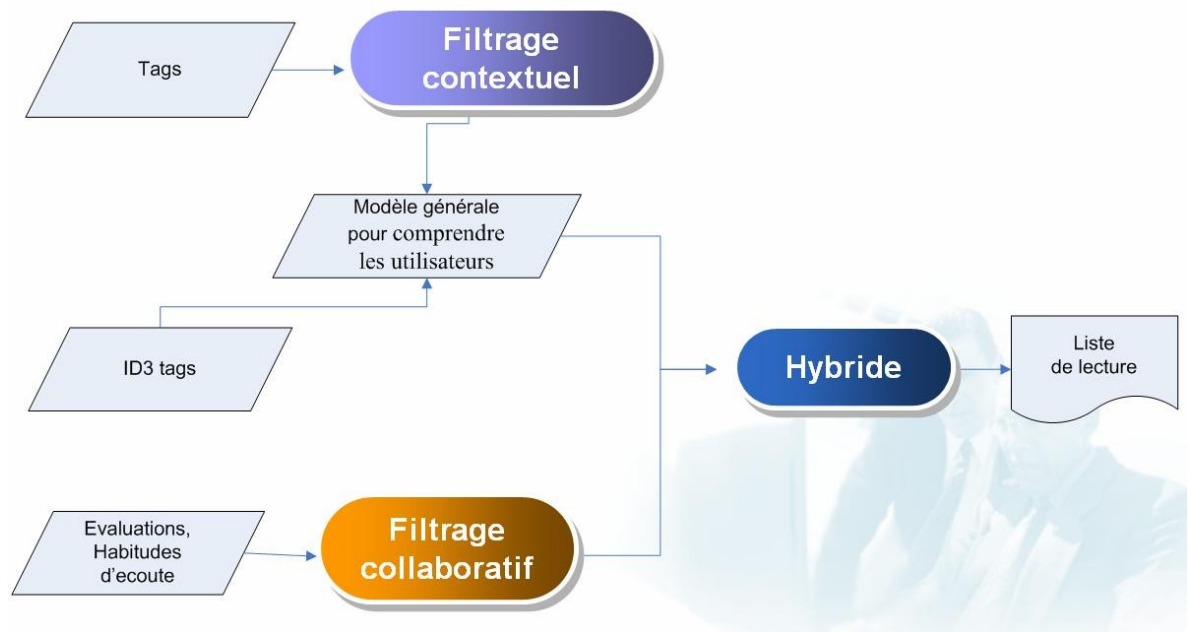 Tags
Filtrage
contextuel
Modèle générale
pour comprendre
les utilisateurs
ID3 tags
Hybride
Liste
de lecture
Evaluations,
Habitudes
d'ecoute
Filtrage
collaboratif